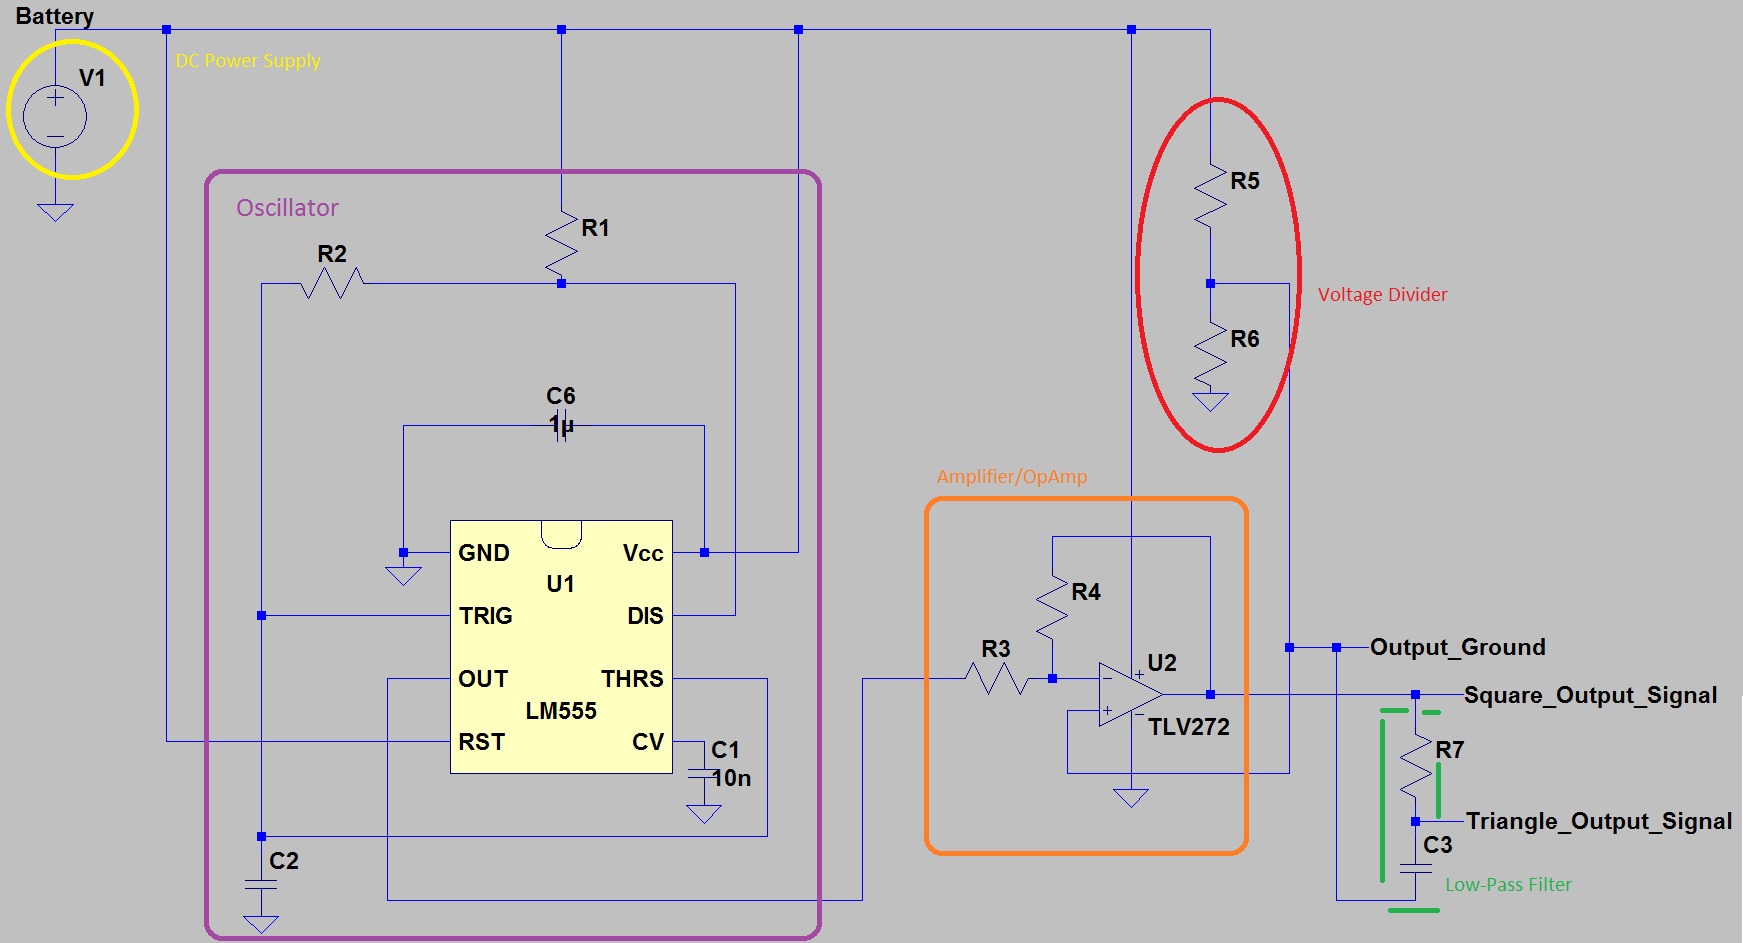 Battery
V1
DC Power Supply
Oscillator
R1
R2
R5
Voltage Divider
R6
C6
1µ
Amplifier/OpAmp
GND
Vcc
U1
TRIG
DIS
R4
OUT
THRS
R3
U2
Output_Ground
LM555
Square_Output_Signal
TLV272
RST
CV
C1
10n
R7
Triangle_Output_Signal
C3
C2
Low-Pass Filter